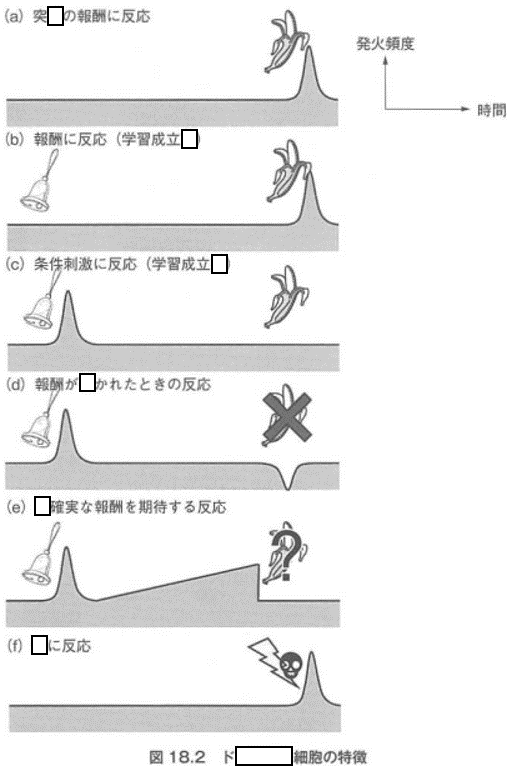 (a) 突□の報酬に反応
発火頻度
時間
(b) 報酬に反応（学習成立□）
(c) 条件刺激に反応（学習成立□）
(d) 報酬が□かれたときの反応
(e) □確実な報酬を期待する反応
?
(f) □に反応
図 18.2 ド□細胞の特徴